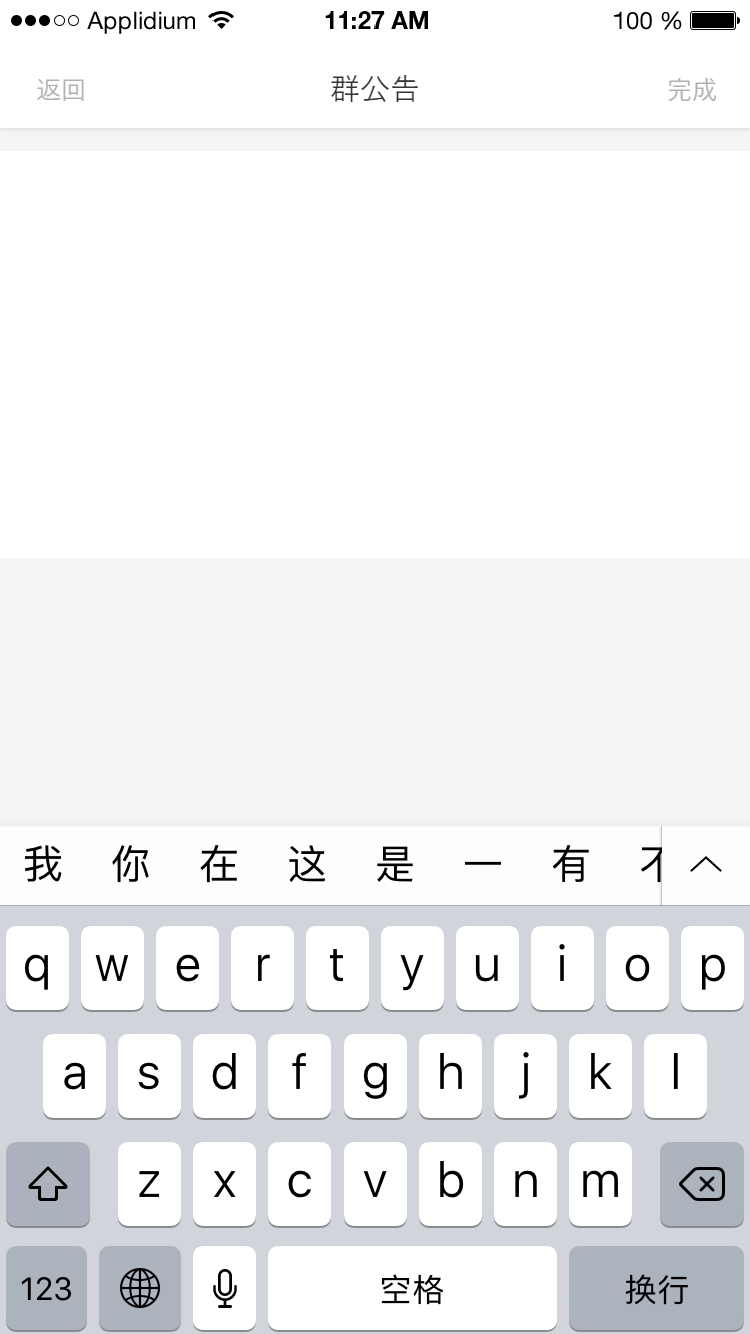 Applidium 11:27 AM 100 %
返回 群公告 完成
我 你 在 这 是 一 有 不
q w e r t y u i o p
a s d f g h j k l
z x c v b n m
123 空格 换行